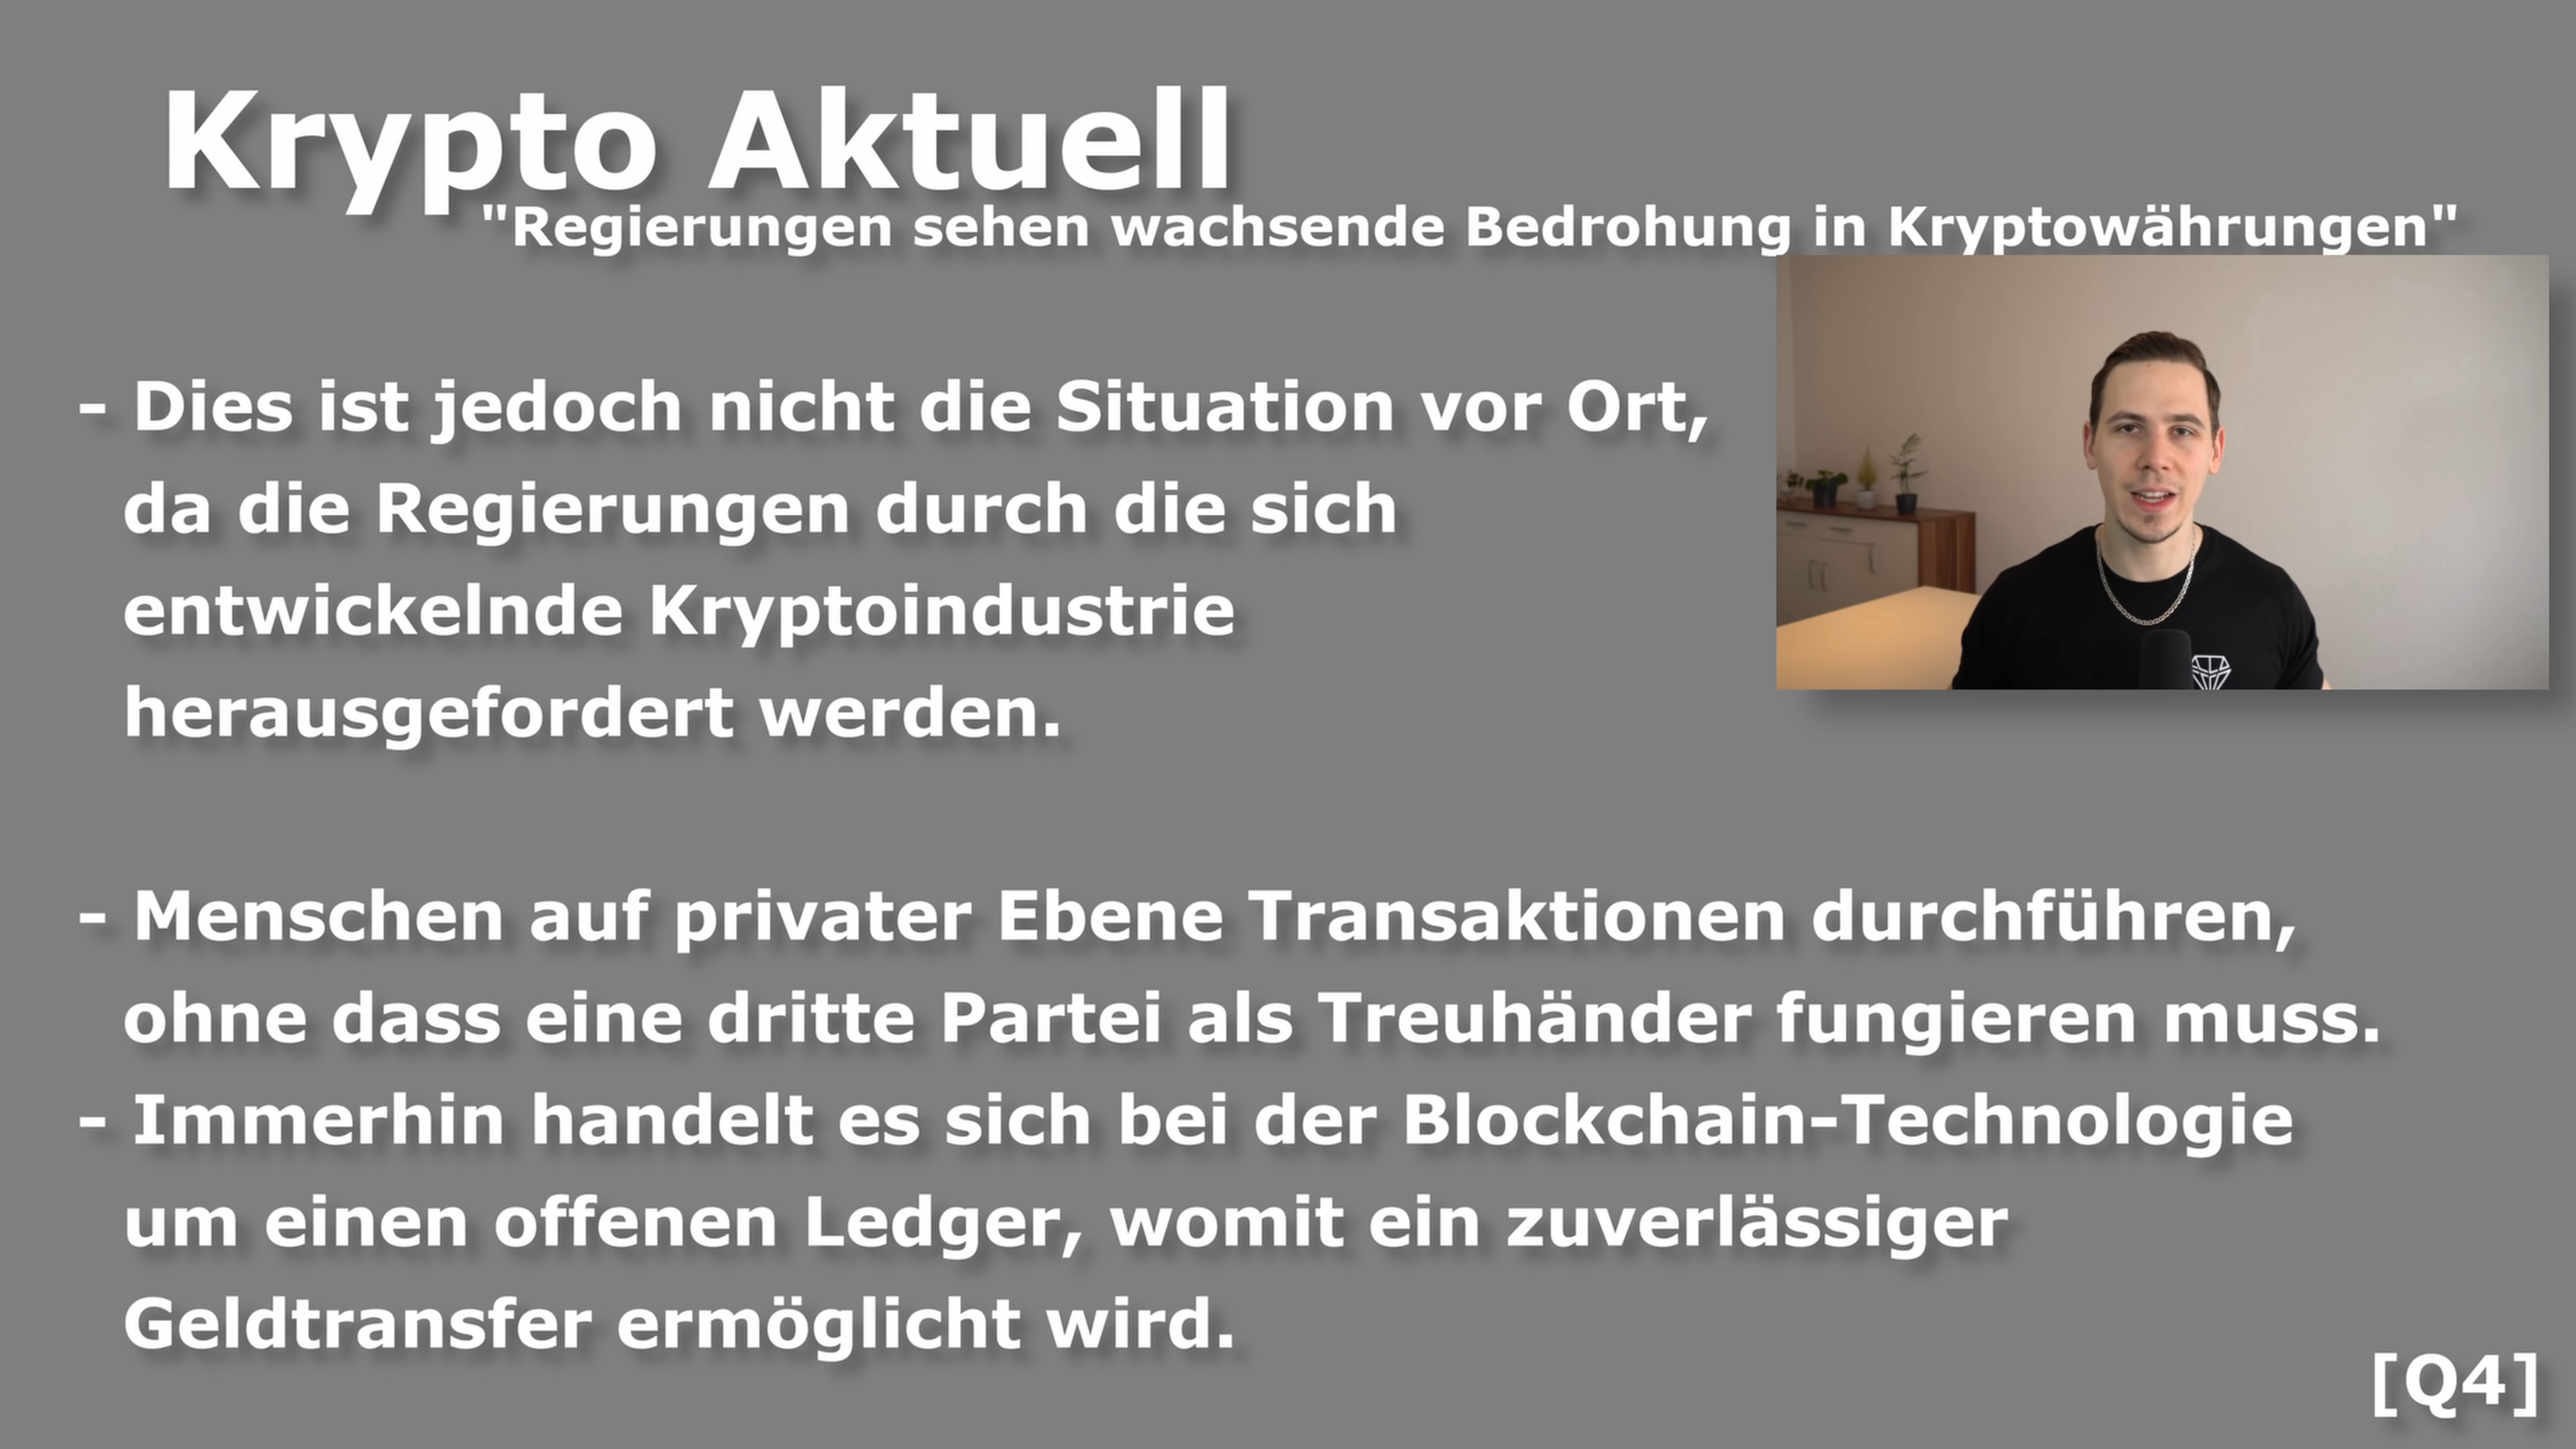 Krypto Aktuell
"Regierungen sehen wachsende Bedrohung in Kryptowährungen"
- Dies ist jedoch nicht die Situation vor Ort,
da die Regierungen durch die sich
entwickelnde Kryptoindustrie
herausgefordert werden.
- Menschen auf privater Ebene Transaktionen durchführen,
ohne dass eine dritte Partei als Treuhänder fungieren muss.
- Immerhin handelt es sich bei der Blockchain-Technologie
um einen offenen Ledger, womit ein zuverlässiger
Geldtransfer ermöglicht wird.
[Q4]